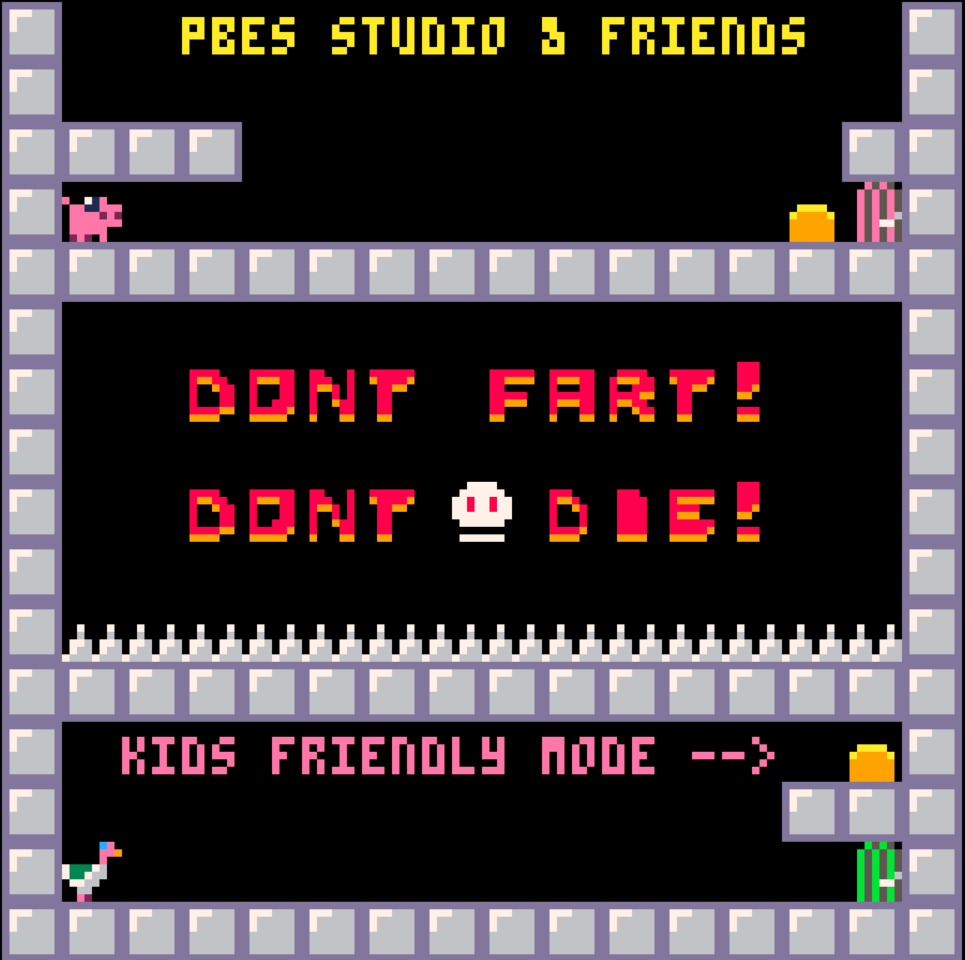 PBES STUDIO & FRIENDS
DONT FART!
DONT DIE!
KIDS FRIENDLY MODE -->